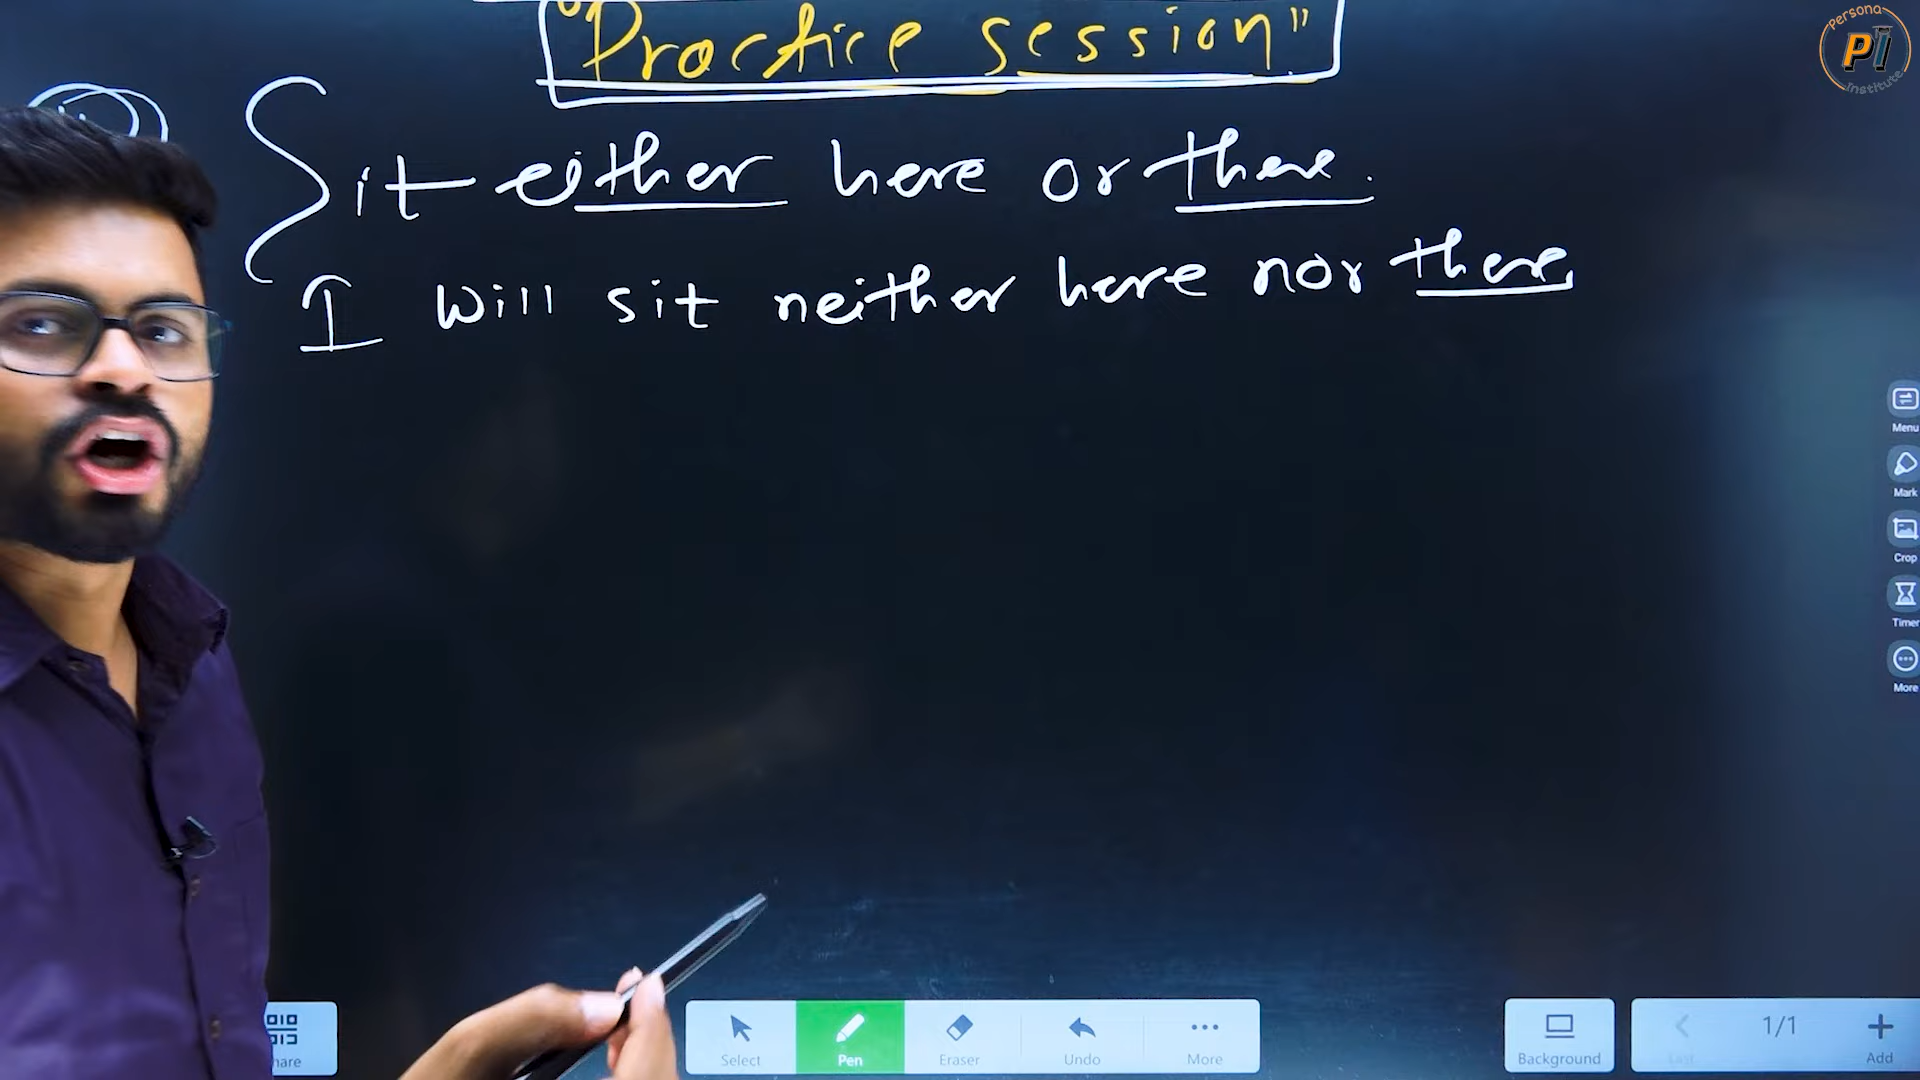 "Practice session"
Sit either here or there.
I will sit neither here nor there
Persona
PI
Institute
Menu
Mark
Crop
Timer
More
Select
Pen
Eraser
Undo
More
Background
1/1
Last
Add